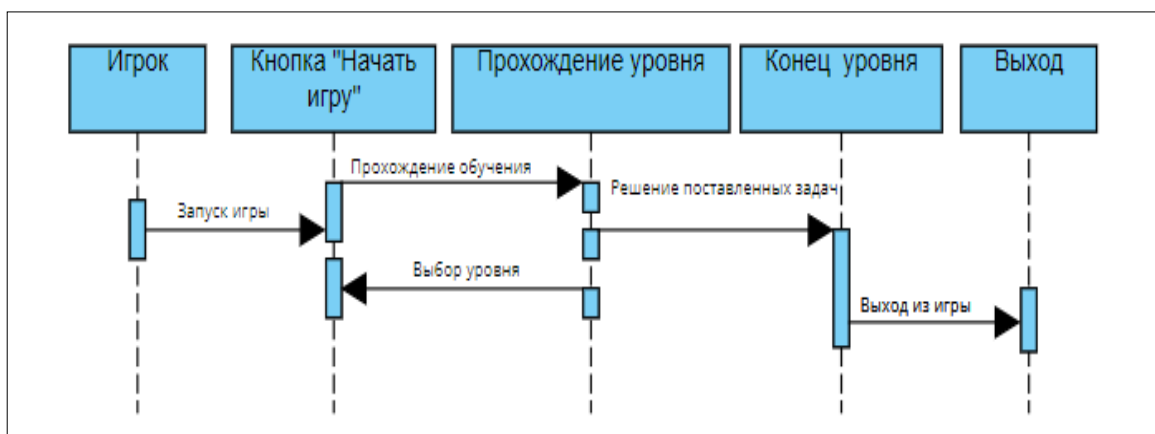 Игрок
Кнопка "Начать
игру"
Прохождение уровня
Конец уровня
Выход
Прохождение обучения
Решение поставленных задач
Запуск игры
Выбор уровня
Выход из игры